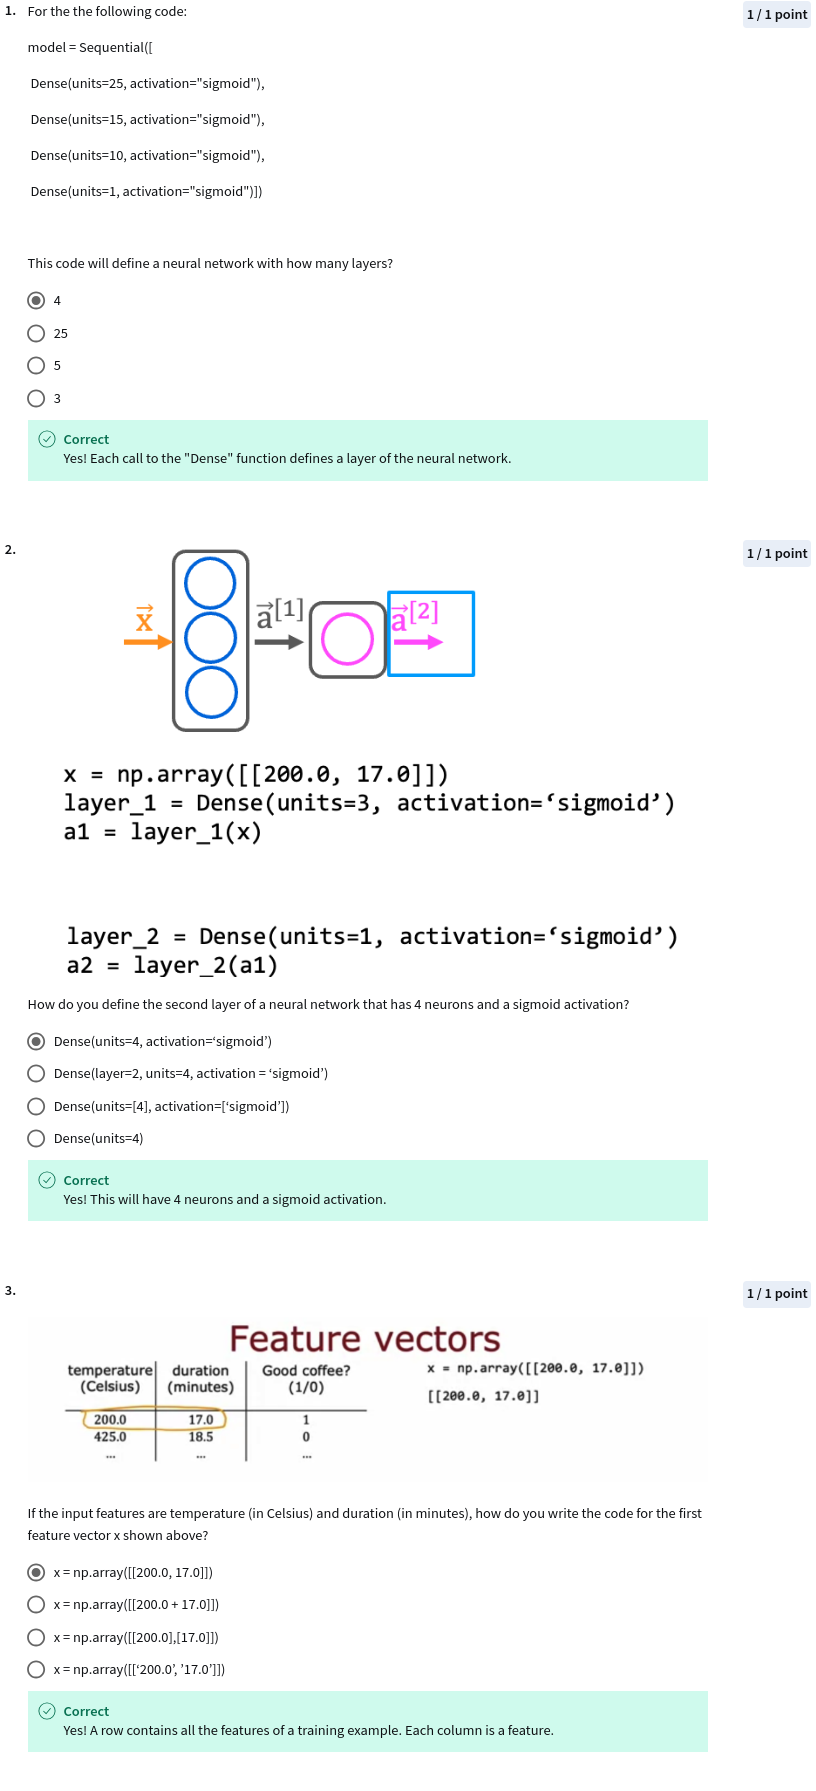 1. For the the following code:
1 / 1 point
model = Sequential([
Dense(units=25, activation="sigmoid"),
Dense(units=15, activation="sigmoid"),
Dense(units=10, activation="sigmoid"),
Dense(units=1, activation="sigmoid")])
This code will define a neural network with how many layers?
4
25
5
3
Correct
Yes! Each call to the "Dense" function defines a layer of the neural network.
2.
1 / 1 point
x⃗ a⃗[1] a⃗[2]
x = np.array([[200.0, 17.0]])
layer_1 = Dense(units=3, activation=‘sigmoid’)
a1 = layer_1(x)
layer_2 = Dense(units=1, activation=‘sigmoid’)
a2 = layer_2(a1)
How do you define the second layer of a neural network that has 4 neurons and a sigmoid activation?
Dense(units=4, activation=‘sigmoid’)
Dense(layer=2, units=4, activation = ‘sigmoid’)
Dense(units=[4], activation=[‘sigmoid’])
Dense(units=4)
Correct
Yes! This will have 4 neurons and a sigmoid activation.
3.
1 / 1 point
Feature vectors
temperature duration Good coffee?
(Celsius) (minutes) (1/0)
200.0 17.0 1
425.0 18.5 0
... ... ...
x = np.array([[200.0, 17.0]])
[[200.0, 17.0]]
If the input features are temperature (in Celsius) and duration (in minutes), how do you write the code for the first
feature vector x shown above?
x = np.array([[200.0, 17.0]])
x = np.array([[200.0 + 17.0]])
x = np.array([[200.0],[17.0]])
x = np.array([[‘200.0’, ’17.0’]])
Correct
Yes! A row contains all the features of a training example. Each column is a feature.